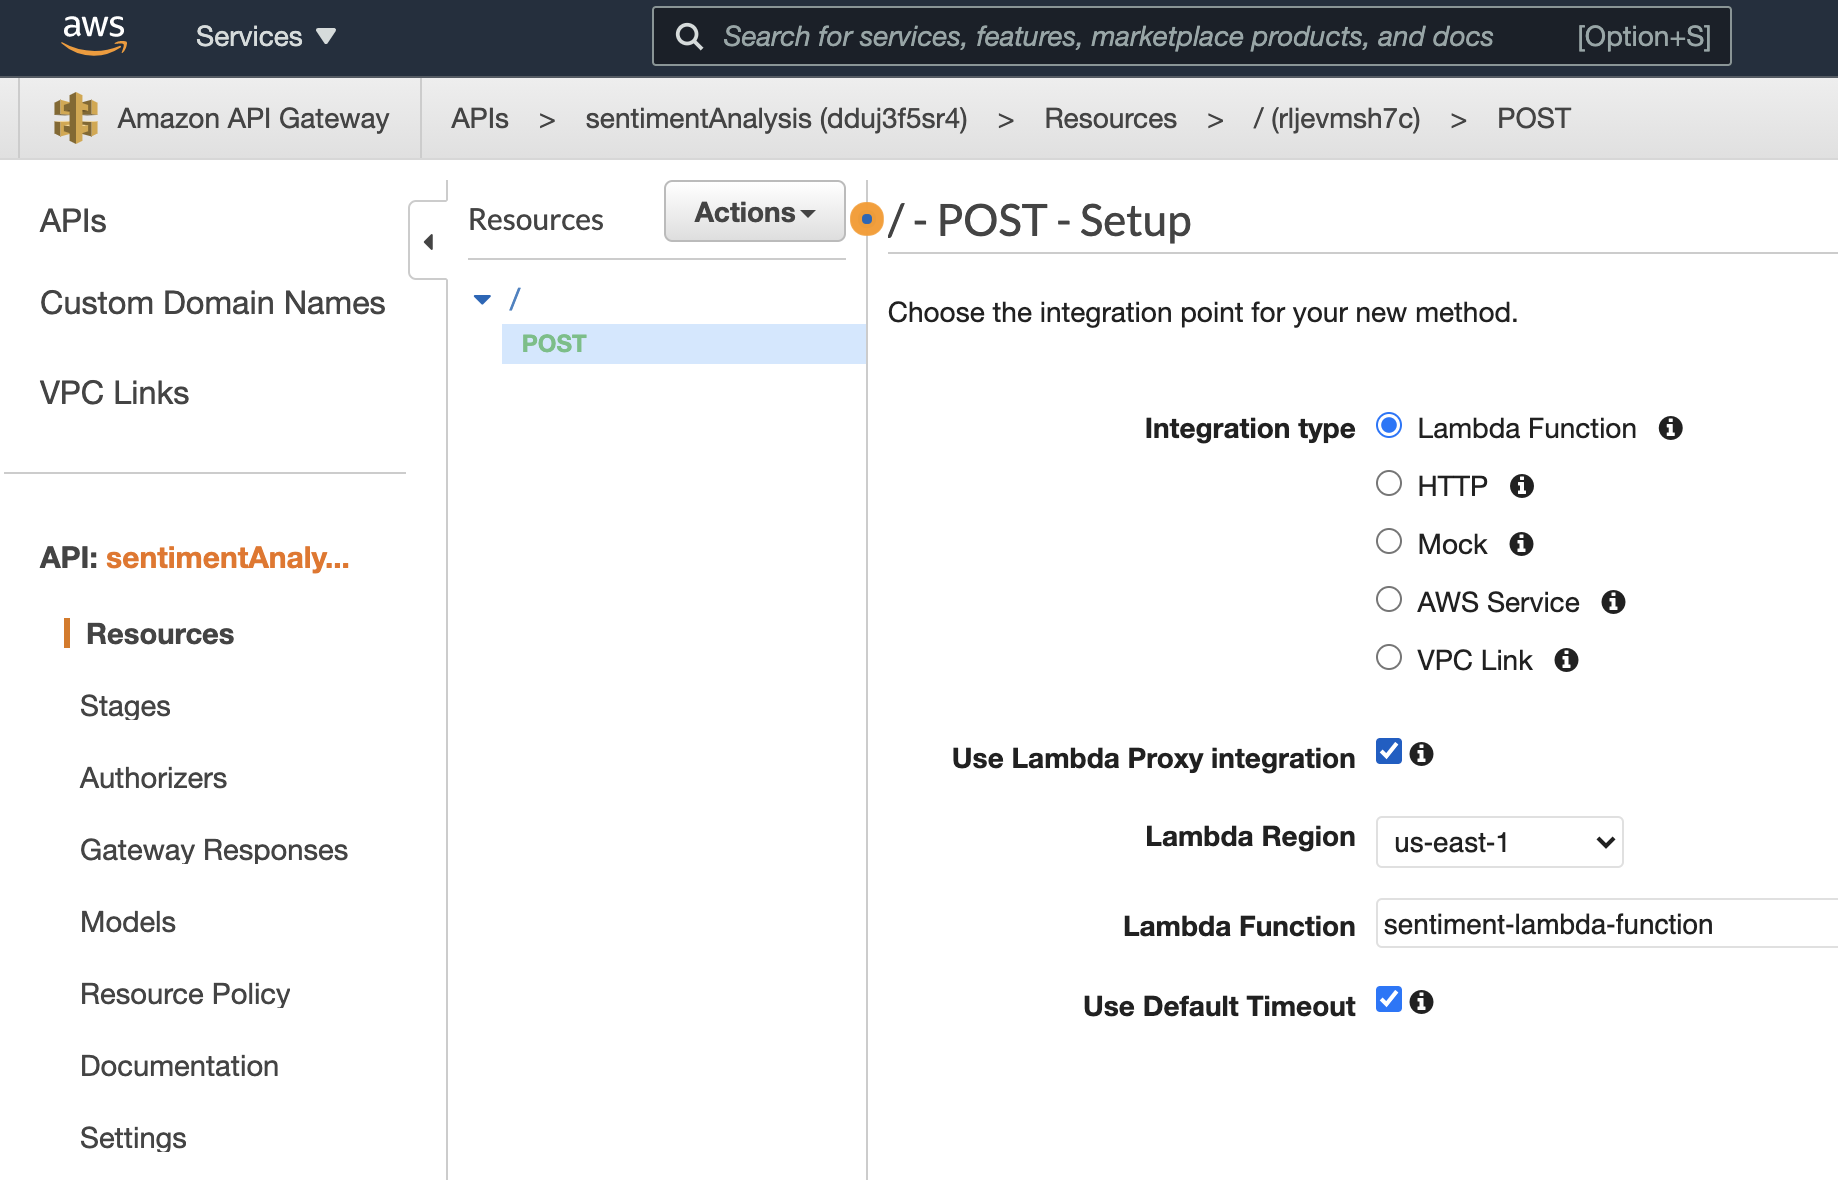 aws Services Search for services, features, marketplace products, and docs [Option+S]
Amazon API Gateway APIs > sentimentAnalysis (dduj3f5sr4) > Resources > / (rljevmsh7c) > POST
APIs
Custom Domain Names
VPC Links
API: sentimentAnaly...
Resources
Stages
Authorizers
Gateway Responses
Models
Resource Policy
Documentation
Settings
Resources Actions
/
POST
/ - POST - Setup
Choose the integration point for your new method.
Integration type Lambda Function
HTTP
Mock
AWS Service
VPC Link
Use Lambda Proxy integration
Lambda Region us-east-1
Lambda Function sentiment-lambda-function
Use Default Timeout